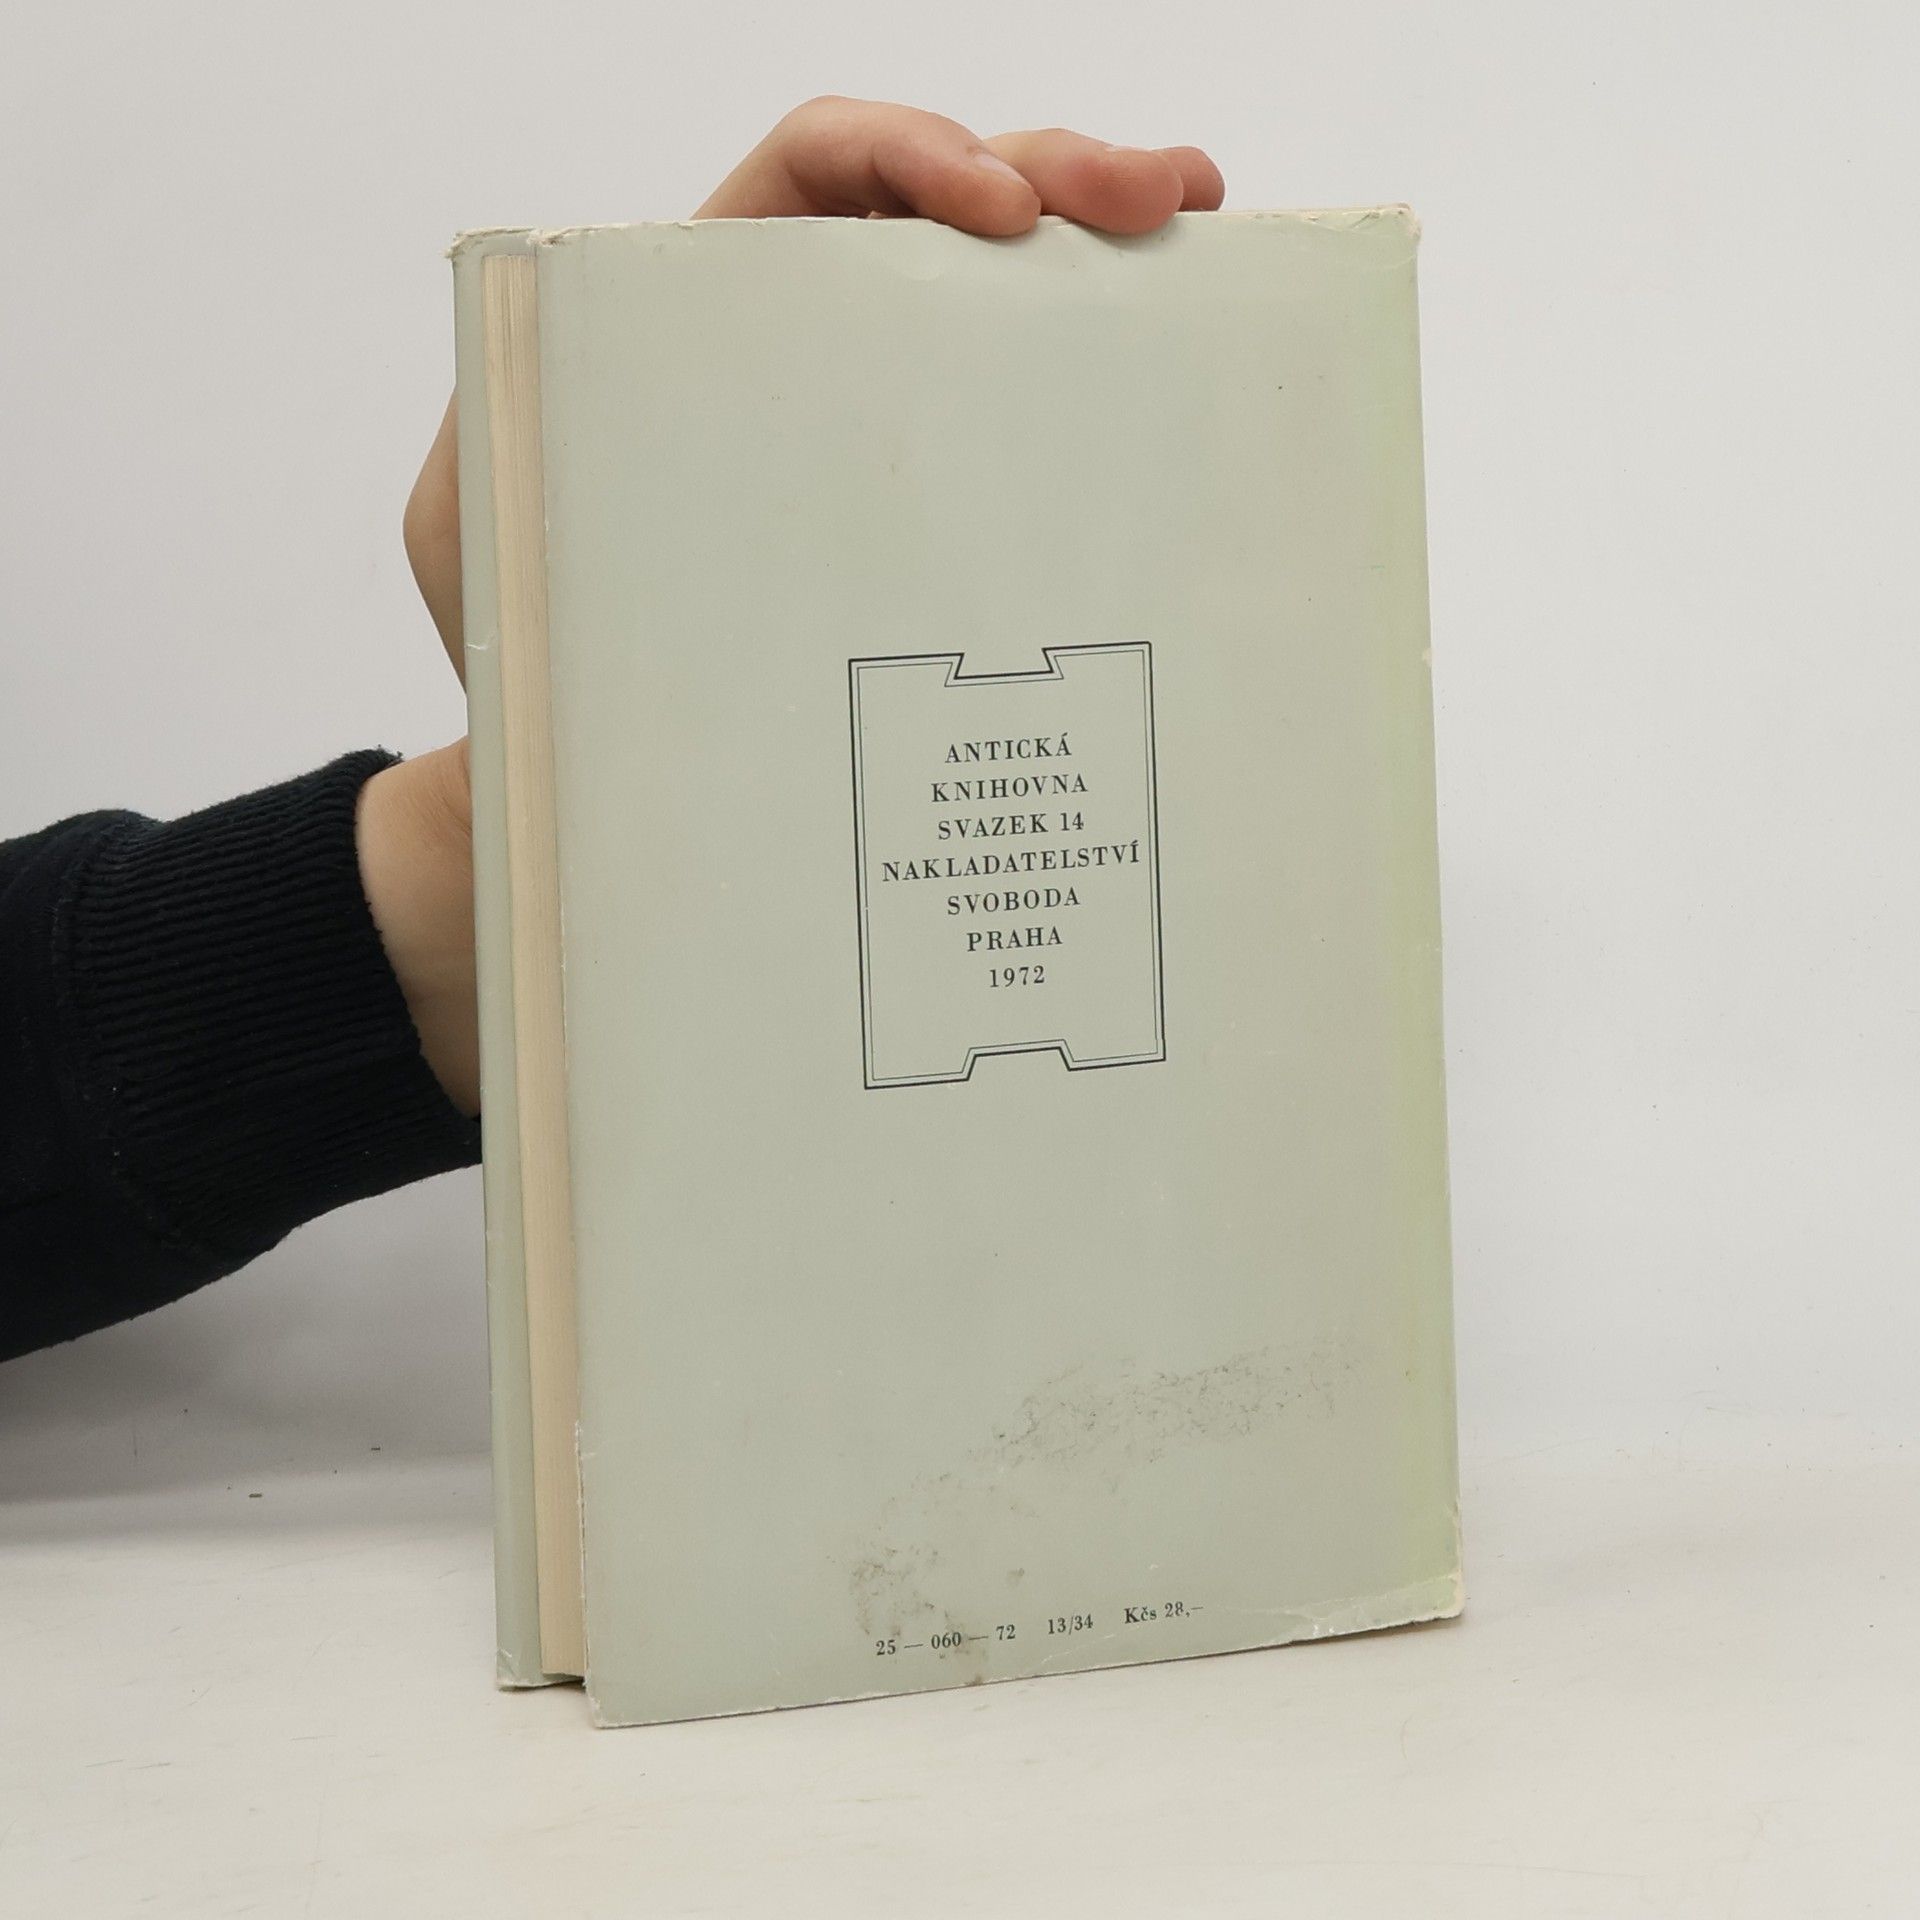 ANTICKÁ
KNIHOVNA
SVAZEK 14
NAKLADATELSTVÍ
SVOBODA
PRAHA
1972
25 — 060 — 72 13/34 Kčs 28,—